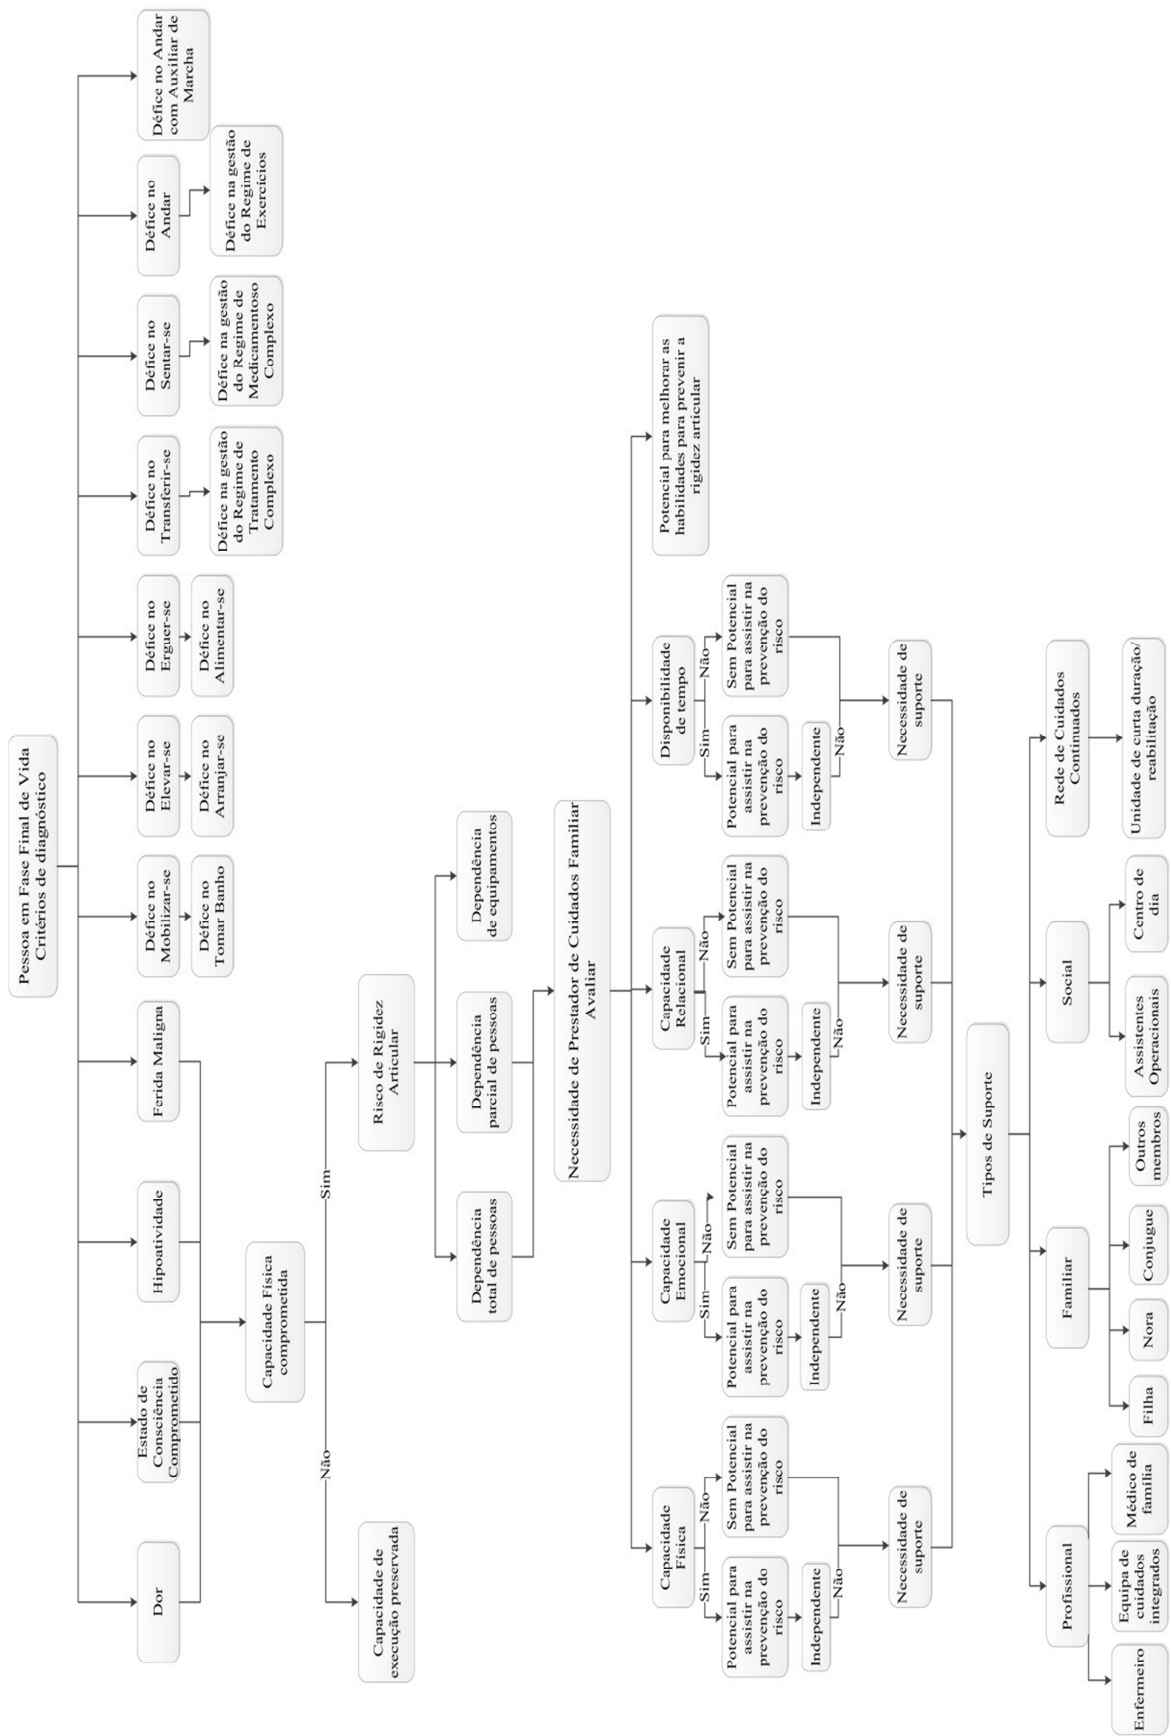 Pessoa em Fase Final de Vida
Critérios de diagnóstico
Dor
Estado de
Consciência
Comprometido
Hipoatividade
Ferida Maligna
Défice no
Mobilizar-se
Défice no
Elevar-se
Défice no
Erguer-se
Défice no
Transferir-se
Défice no
Sentar-se
Défice no
Andar
Défice no Andar
com Auxiliar de
Marcha
Défice no
Tomar Banho
Défice no
Arranjar-se
Défice no
Alimentar-se
Défice na gestão
do Regime de
Tratamento
Complexo
Défice na gestão
do Regime de
Medicamentoso
Complexo
Défice na gestão
do Regime de
Exercícios
Capacidade Física
comprometida
Não
Sim
Capacidade de
execução preservada
Risco de Rigidez
Articular
Dependência
total de pessoas
Dependência
parcial de pessoas
Dependência
de equipamentos
Necessidade de Prestador de Cuidados Familiar
Avaliar
Capacidade
Física
Capacidade
Emocional
Capacidade
Relacional
Disponibilidade
de tempo
Potencial para melhorar as
habilidades para prevenir a
rigidez articular
Sim
Não
Sim
Não
Sim
Não
Sim
Não
Potencial para
assistir na
prevenção do
risco
Sem Potencial
para assistir na
prevenção do
risco
Potencial para
assistir na
prevenção do
risco
Sem Potencial
para assistir na
prevenção do
risco
Potencial para
assistir na
prevenção do
risco
Sem Potencial
para assistir na
prevenção do
risco
Potencial para
assistir na
prevenção do
risco
Sem Potencial
para assistir na
prevenção do
risco
Independente
Independente
Independente
Independente
Não
Não
Não
Não
Necessidade de
suporte
Necessidade de
suporte
Necessidade de
suporte
Necessidade de
suporte
Tipos de Suporte
Profissional
Familiar
Social
Rede de Cuidados
Continuados
Enfermeiro
Equipa de
cuidados
integrados
Médico de
família
Filha
Nora
Conjugue
Outros
membros
Assistentes
Operacionais
Centro de
dia
Unidade de curta duração/
reabilitação